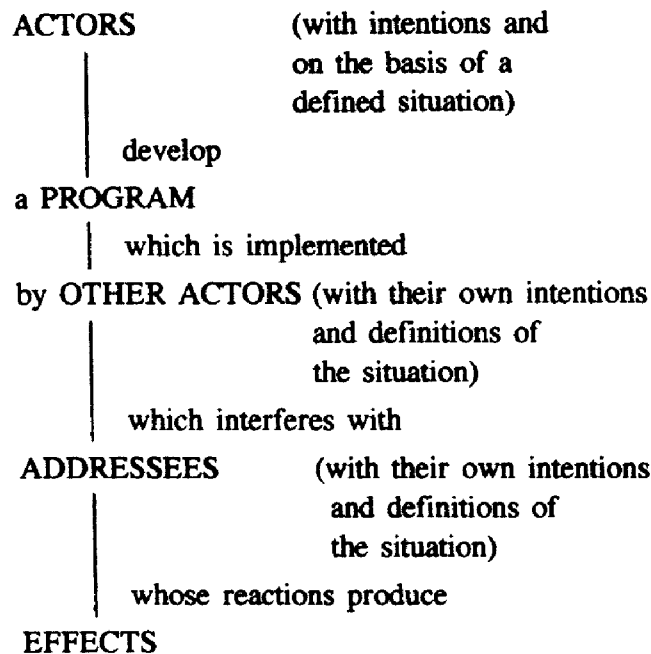 ACTORS (with intentions and
on the basis of a
defined situation)
develop
a PROGRAM
which is implemented
by OTHER ACTORS (with their own intentions
and definitions of
the situation)
which interferes with
ADDRESSEES (with their own intentions
and definitions of
the situation)
whose reactions produce
EFFECTS